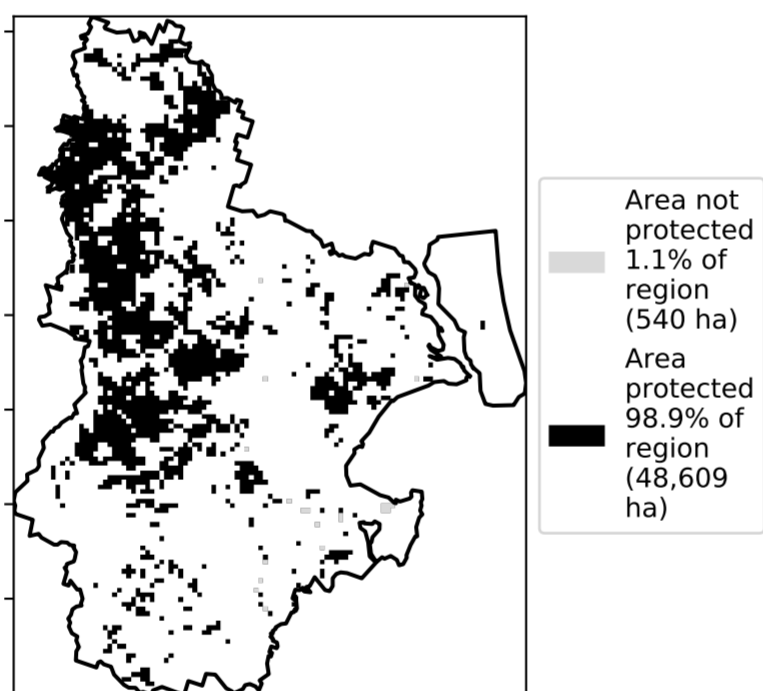 Area not
protected
1.1% of
region
(540 ha)
Area
protected
98.9% of
region
(48,609
ha)